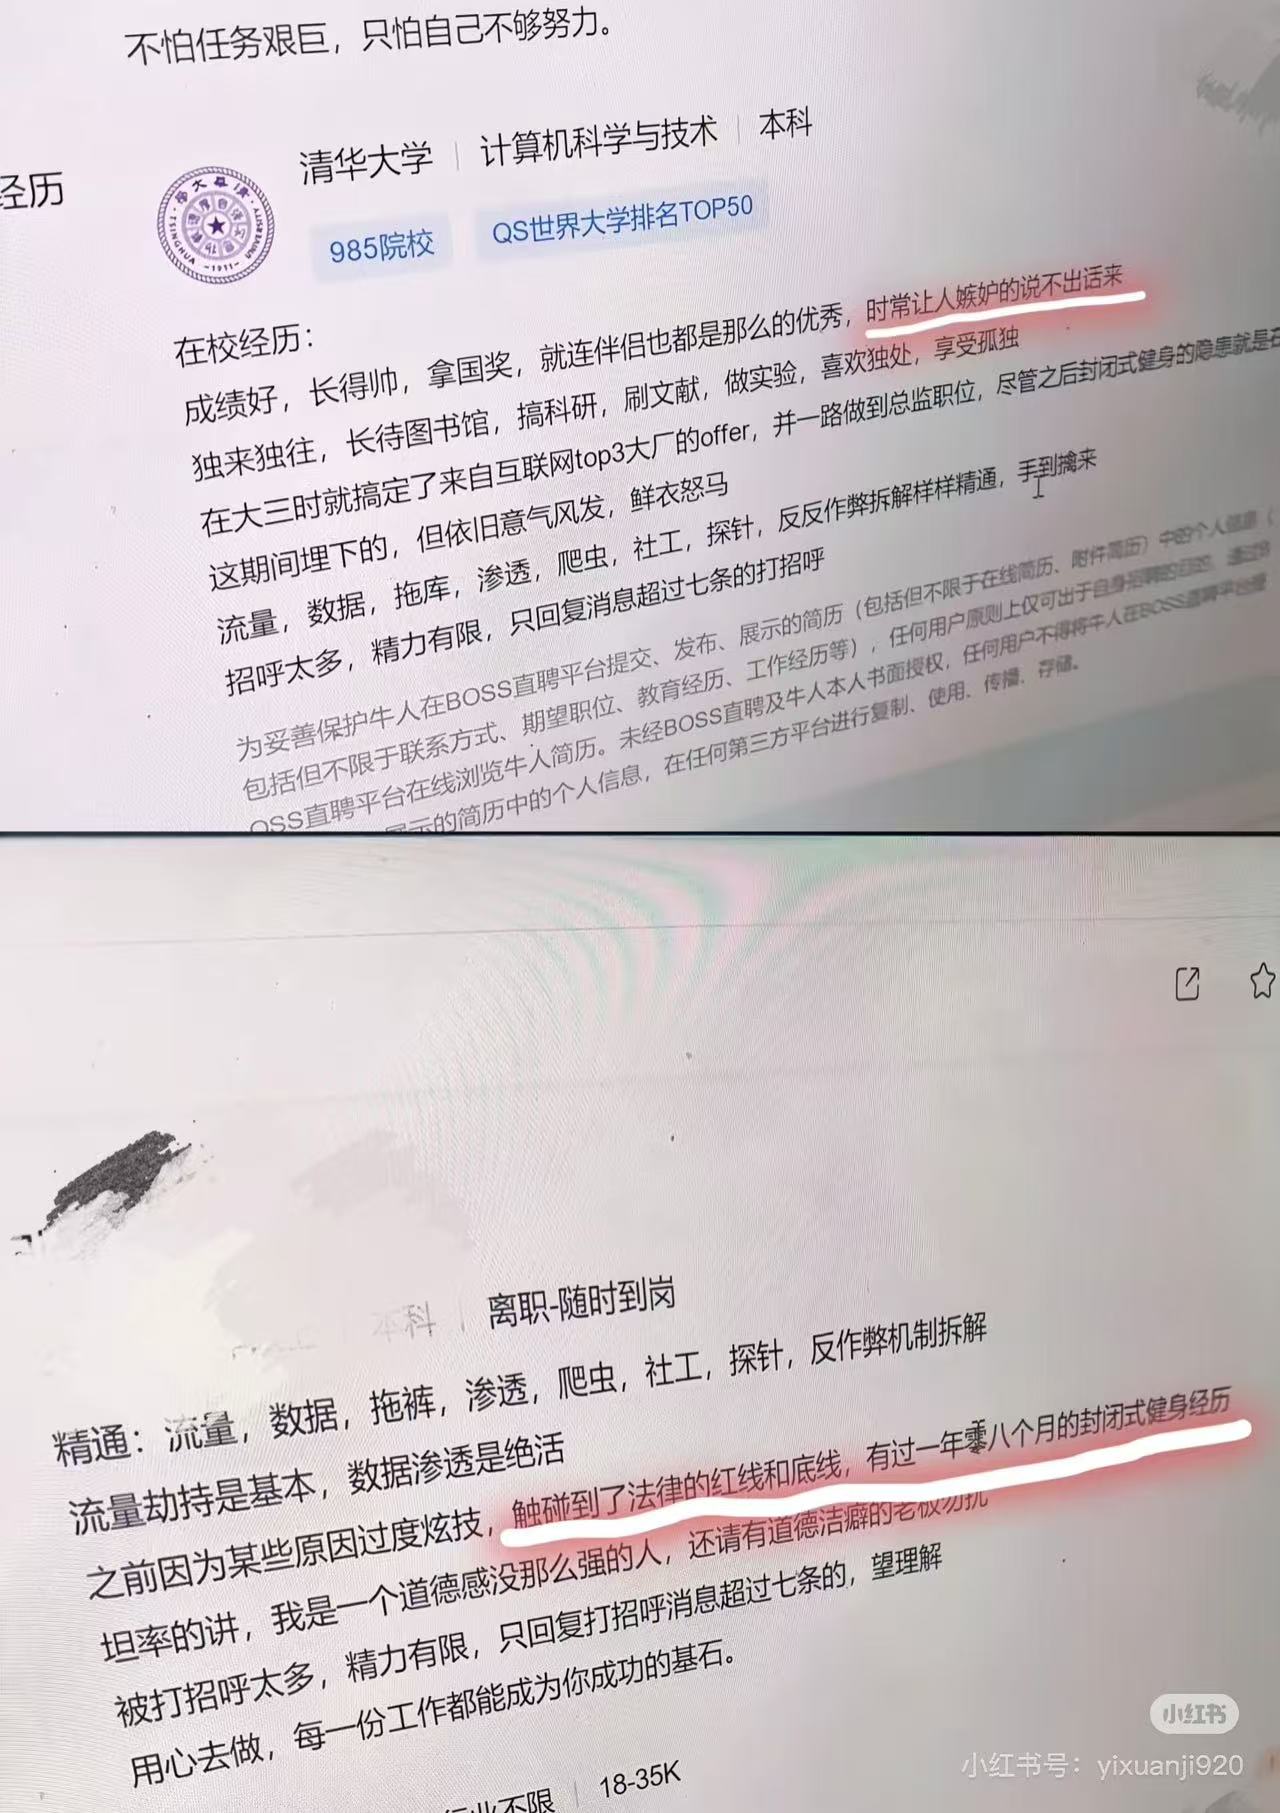 不怕任务艰巨，只怕自己不够努力。
经历
清华大学 | 计算机科学与技术 | 本科
985院校 QS世界大学排名TOP50
TSINGHUA UNIVERSITY
-1911-
在校经历：
成绩好，长得帅，拿国奖，就连伴侣也都是那么的优秀，时常让人嫉妒的说不出话来
独来独往，长待图书馆，搞科研，刷文献，做实验，喜欢独处，享受孤独
在大三时就搞定了来自互联网top3大厂的offer，并一路做到总监职位，尽管之后封闭式健身的隐患就是在
这期间埋下的，但依旧意气风发，鲜衣怒马
流量，数据，拖库，渗透，爬虫，社工，探针，反反作弊拆解样样精通，手到擒来
招呼太多，精力有限，只回复消息超过七条的打招呼
为妥善保护牛人在BOSS直聘平台提交、发布、展示的简历（包括但不限于在线简历、附件简历）中的个人信息（
包括但不限于联系方式、期望职位、教育经历、工作经历等），任何用户原则上仅可出于自身招聘的目的，通过
OSS直聘平台在线浏览牛人简历。未经BOSS直聘及牛人本人书面授权，任何用户不得将牛人在BOSS直聘平台
展示的简历中的个人信息，在任何第三方平台进行复制、使用、传播、存储。
本科 | 离职-随时到岗
精通：流量，数据，拖裤，渗透，爬虫，社工，探针，反作弊机制拆解
流量劫持是基本，数据渗透是绝活
之前因为某些原因过度炫技，触碰到了法律的红线和底线，有过一年零八个月的封闭式健身经历
坦率的讲，我是一个道德感没那么强的人，还请有道德洁癖的老板勿扰
被打招呼太多，精力有限，只回复打招呼消息超过七条的，望理解
用心去做，每一份工作都能成为你成功的基石。
行业不限 | 18-35K
小红书
小红书号：yixuanji920